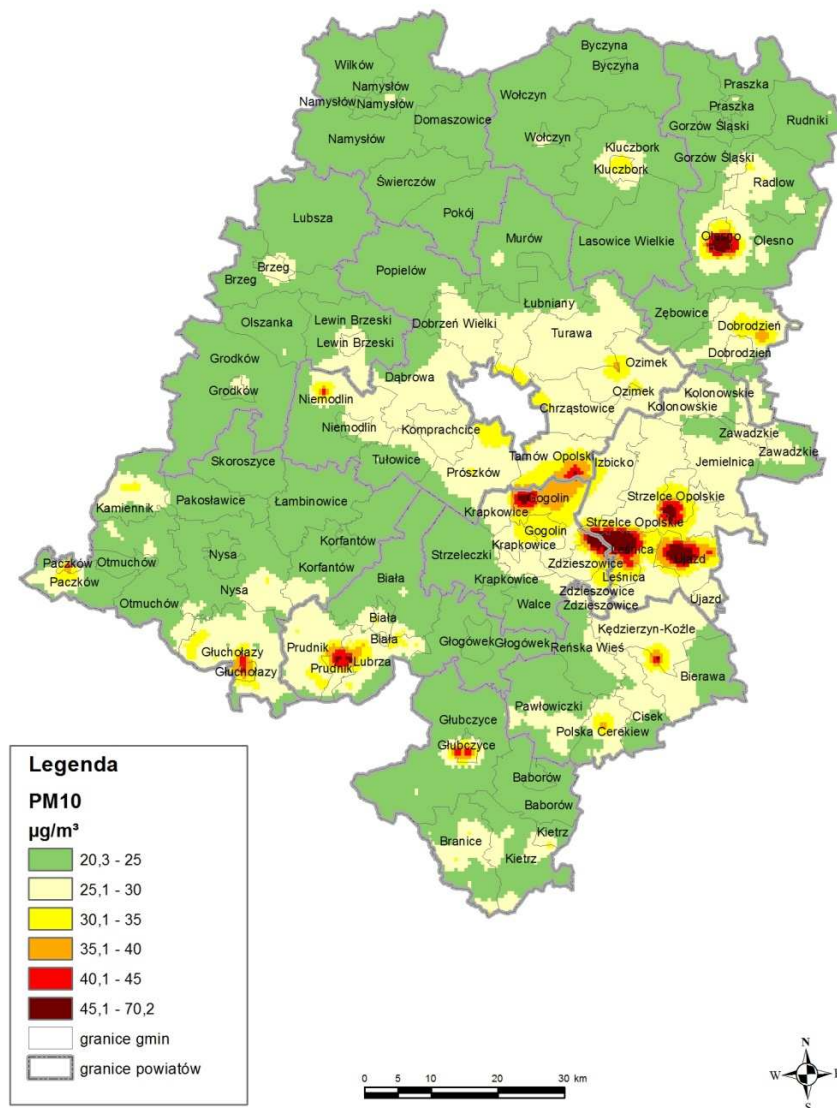 Byczyna
Byczyna
Wilków
Namysłów
Namysłów
Namysłów
Namysłów
Domaszowice
Wołczyn
Wołczyn
Praszka
Praszka
Rudniki
Gorzów Śląski
Gorzów Śląski
Kluczbork
Kluczbork
Radłow
Świerczów
Lubsza
Pokój
Murów
Lasowice Wielkie
Olesno
Olesno
Brzeg
Brzeg
Popielów
Łubniany
Zębowice
Olszanka
Lewin Brzeski
Lewin Brzeski
Dobrzeń Wielki
Turawa
Dobrodzień
Dobrodzień
Grodków
Grodków
Dąbrowa
Ozimek
Ozimek
Niemodlin
Niemodlin
Chrząstowice
Kolonowskie
Kolonowskie
Komprachcice
Zawadzkie
Zawadzkie
Skoroszyce
Tułowice
Prószków
Tarnów Opolski
Izbicko
Jemielnica
Kamiennik
Pakosławice
Łambinowice
Krapkowice
Gogolin
Strzelce Opolskie
Strzelce Opolskie
Gogolin
Korfantów
Korfantów
Nysa
Nysa
Otmuchów
Otmuchów
Paczków
Paczków
Strzeleczki
Krapkowice
Krapkowice
Zdzieszowice
Zdzieszowice
Zdzieszowice
Leśnica
Leśnica
Ujazd
Ujazd
Biała
Biała
Biała
Walce
Głuchołazy
Głuchołazy
Prudnik
Prudnik
Lubrza
Głogówek
Głogówek
Reńska Wieś
Kędzierzyn-Koźle
Bierawa
Pawłowiczki
Cisek
Polska Cerekiew
Głubczyce
Głubczyce
Baborów
Baborów
Branice
Kietrz
Kietrz
Legenda
PM10
µg/m³
20,3 - 25
25,1 - 30
30,1 - 35
35,1 - 40
40,1 - 45
45,1 - 70,2
granice gmin
granice powiatów
0 5 10 20 30 km
N
W
S